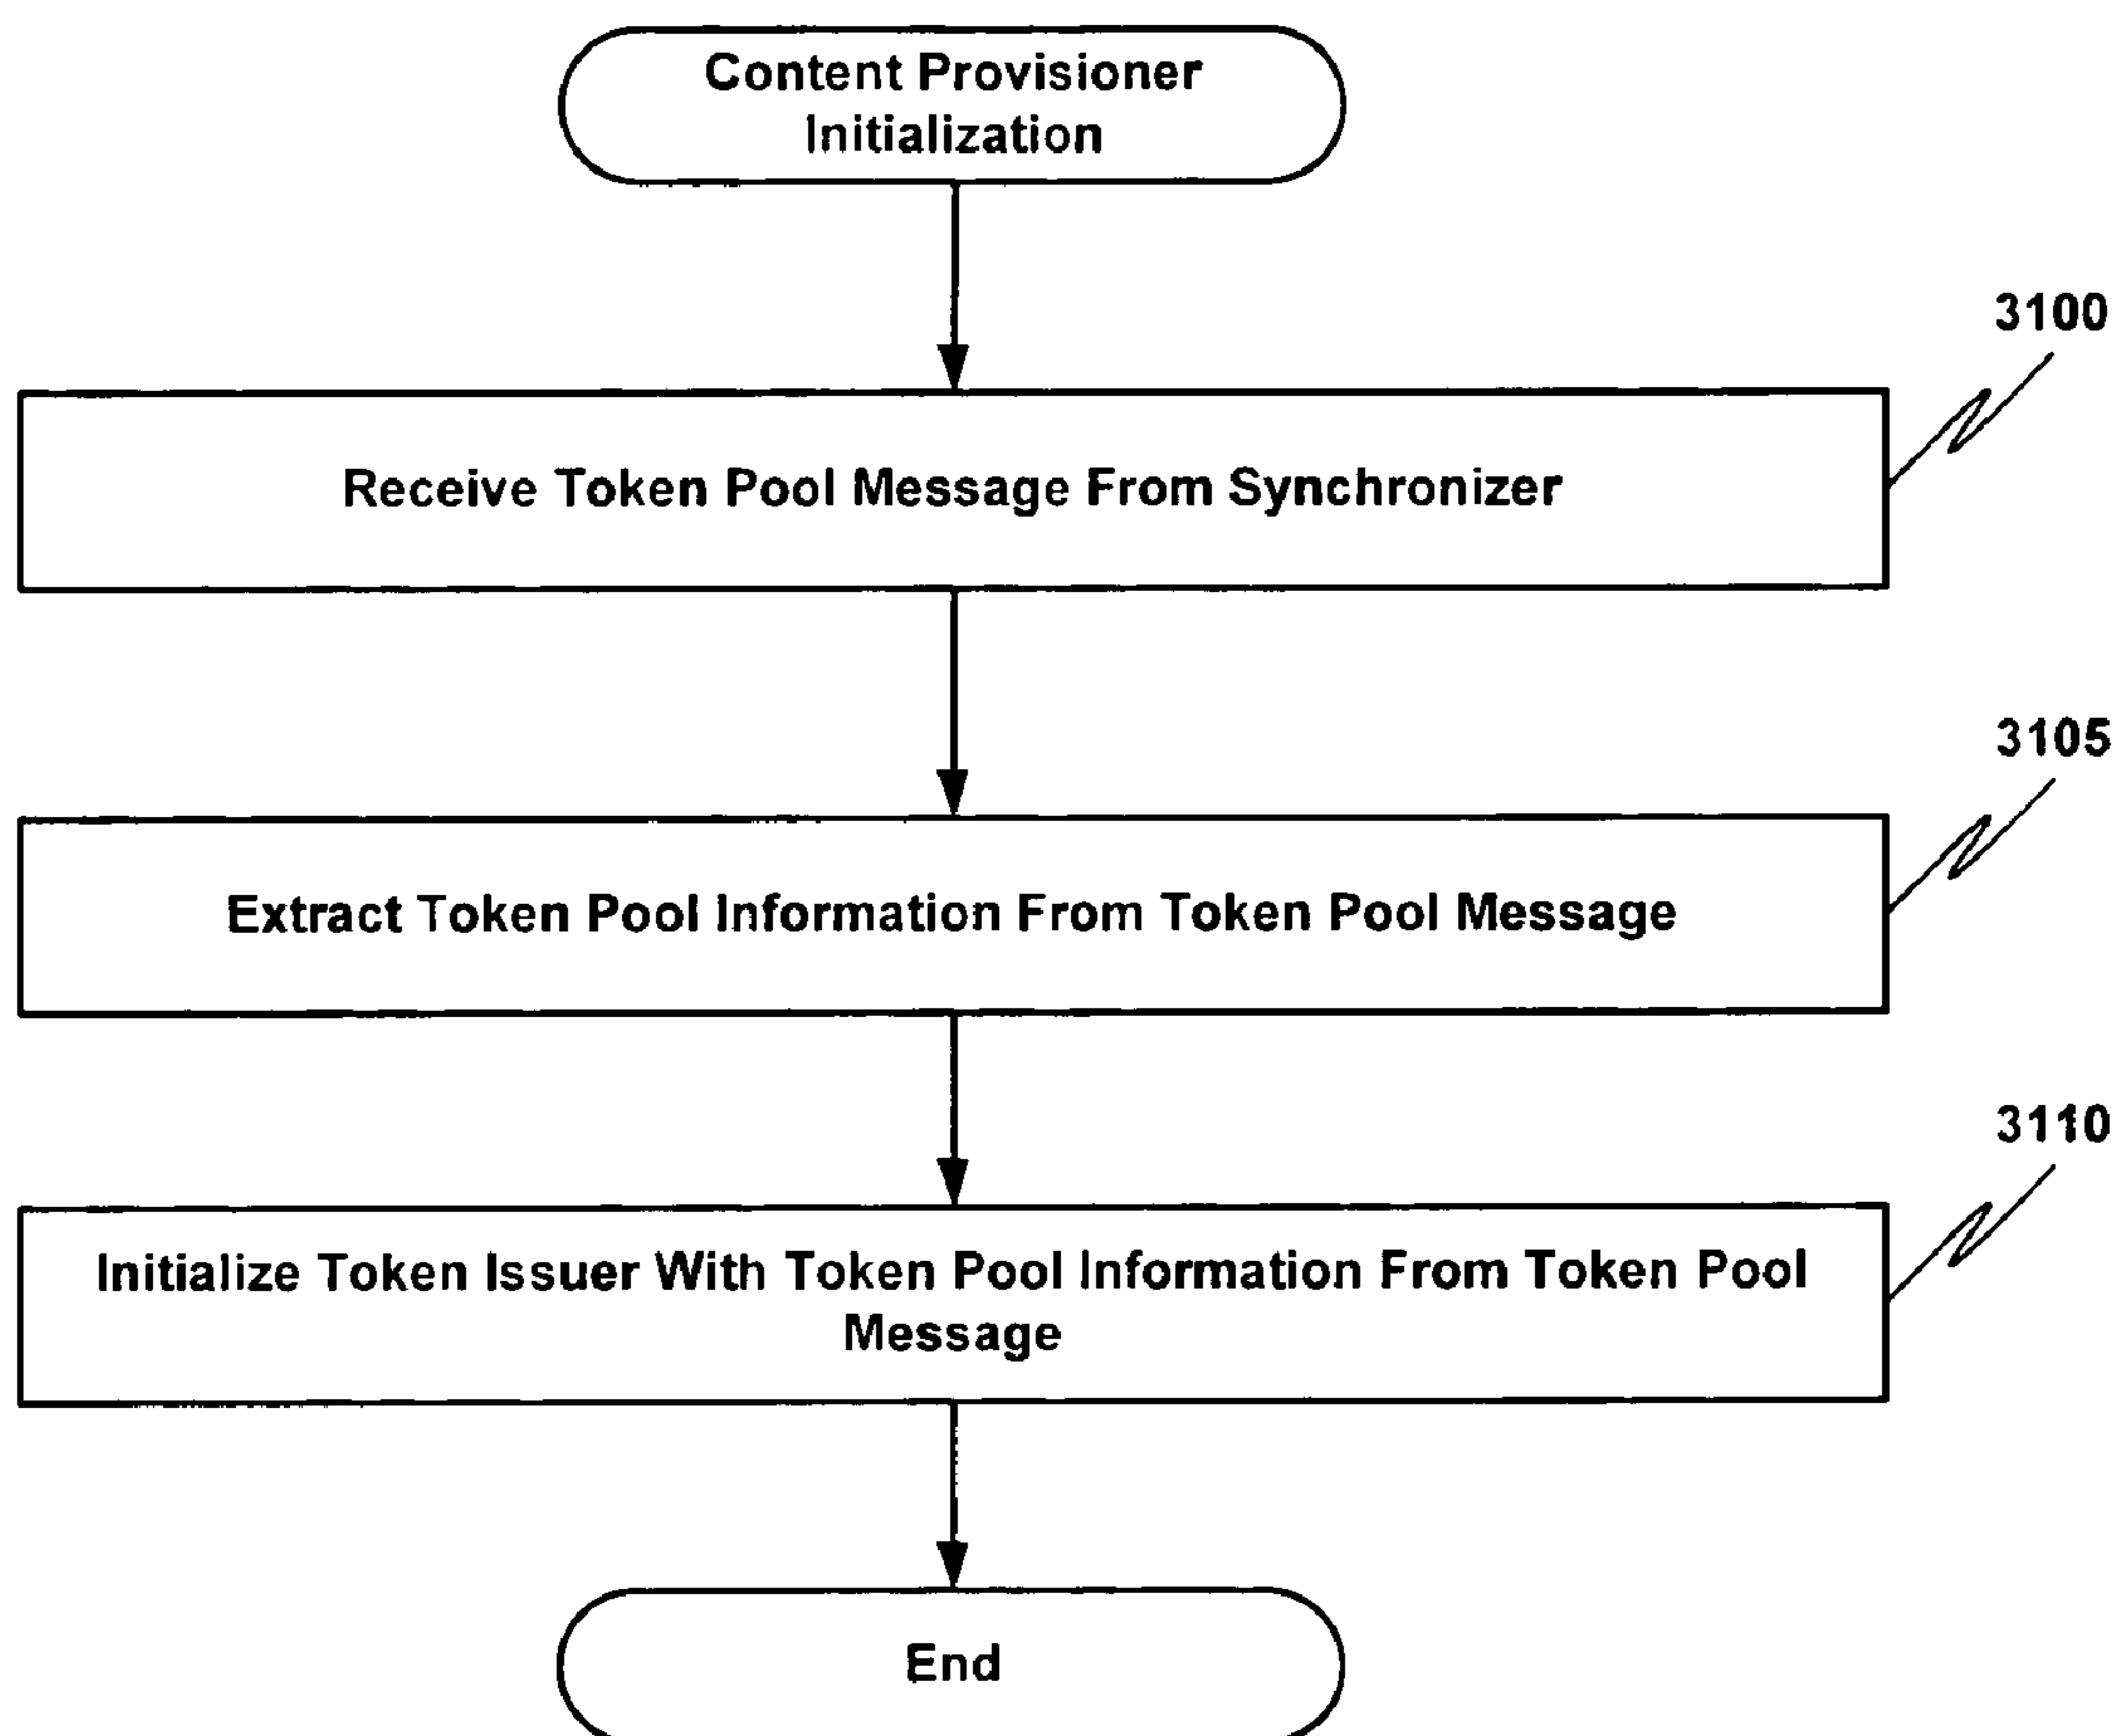 Content Provisioner
Initialization
3100
Receive Token Pool Message From Synchronizer
3105
Extract Token Pool Information From Token Pool Message
3110
Initialize Token Issuer With Token Pool Information From Token Pool
Message
End